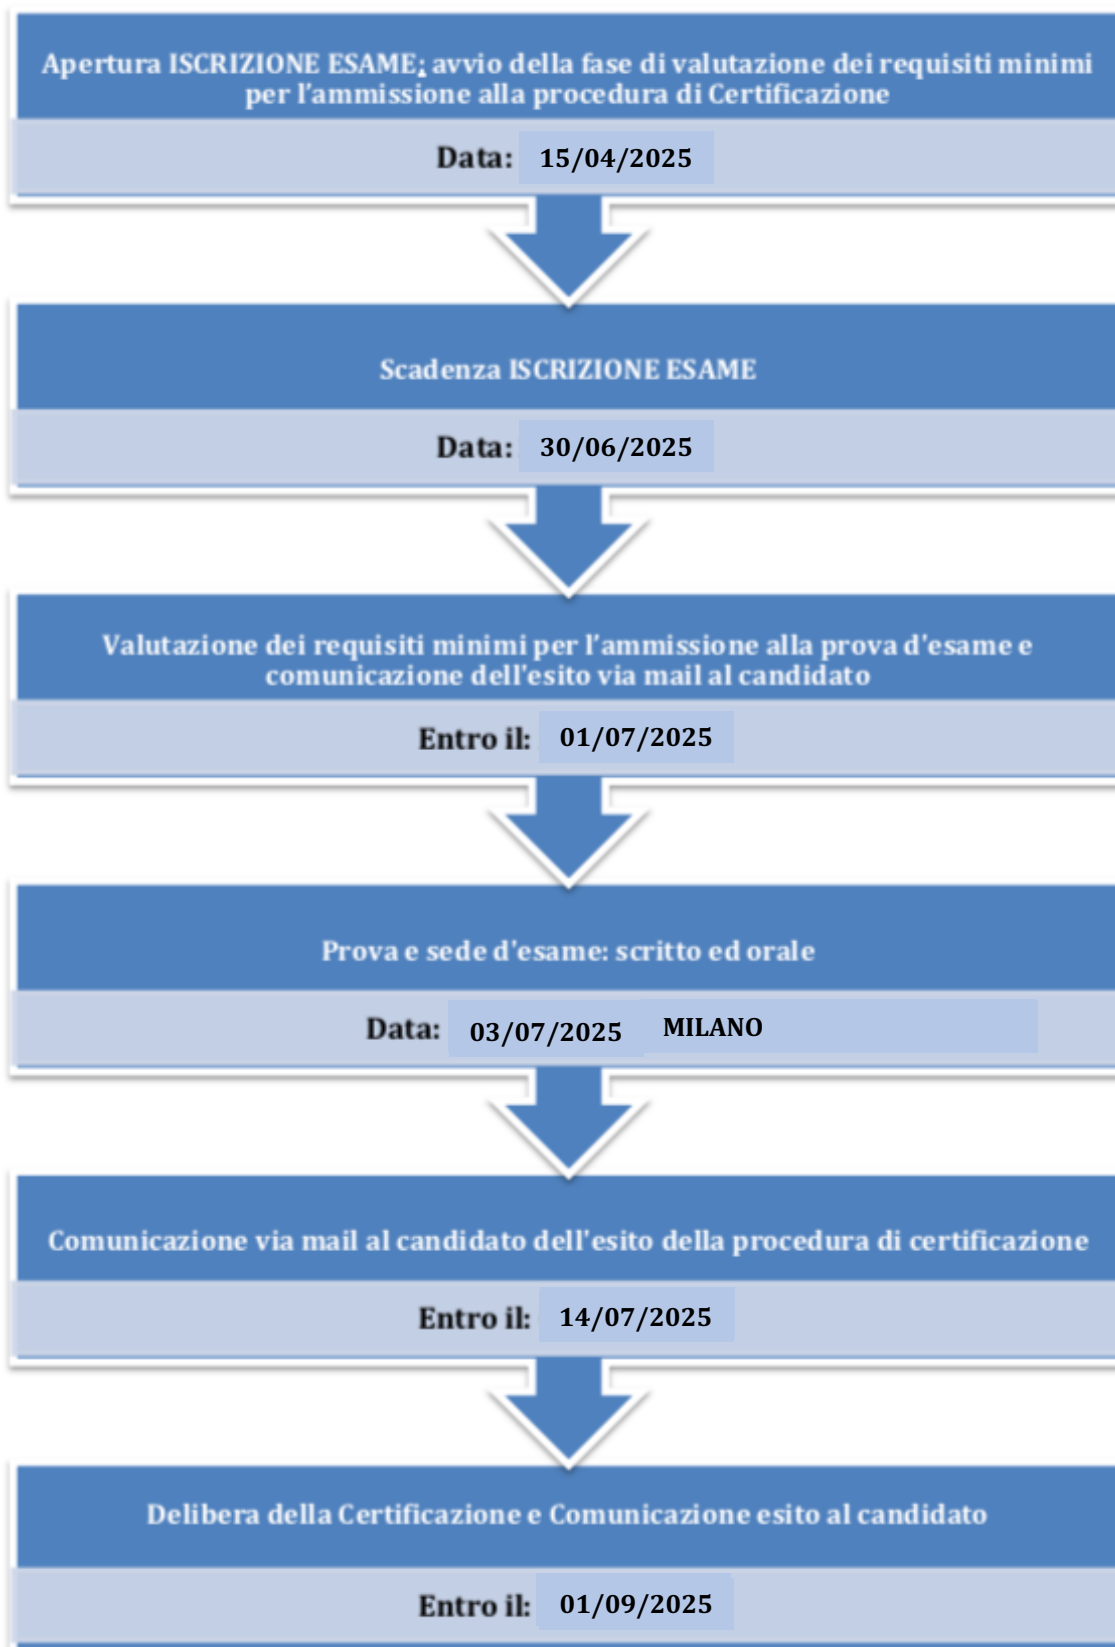 Apertura ISCRIZIONE ESAME; avvio della fase di valutazione dei requisiti minimi
per l'ammissione alla procedura di Certificazione
Data: 15/04/2025
Scadenza ISCRIZIONE ESAME
Data: 30/06/2025
Valutazione dei requisiti minimi per l'ammissione alla prova d'esame e
comunicazione dell'esito via mail al candidato
Entro il: 01/07/2025
Prova e sede d'esame: scritto ed orale
Data: 03/07/2025 MILANO
Comunicazione via mail al candidato dell'esito della procedura di certificazione
Entro il: 14/07/2025
Delibera della Certificazione e Comunicazione esito al candidato
Entro il: 01/09/2025